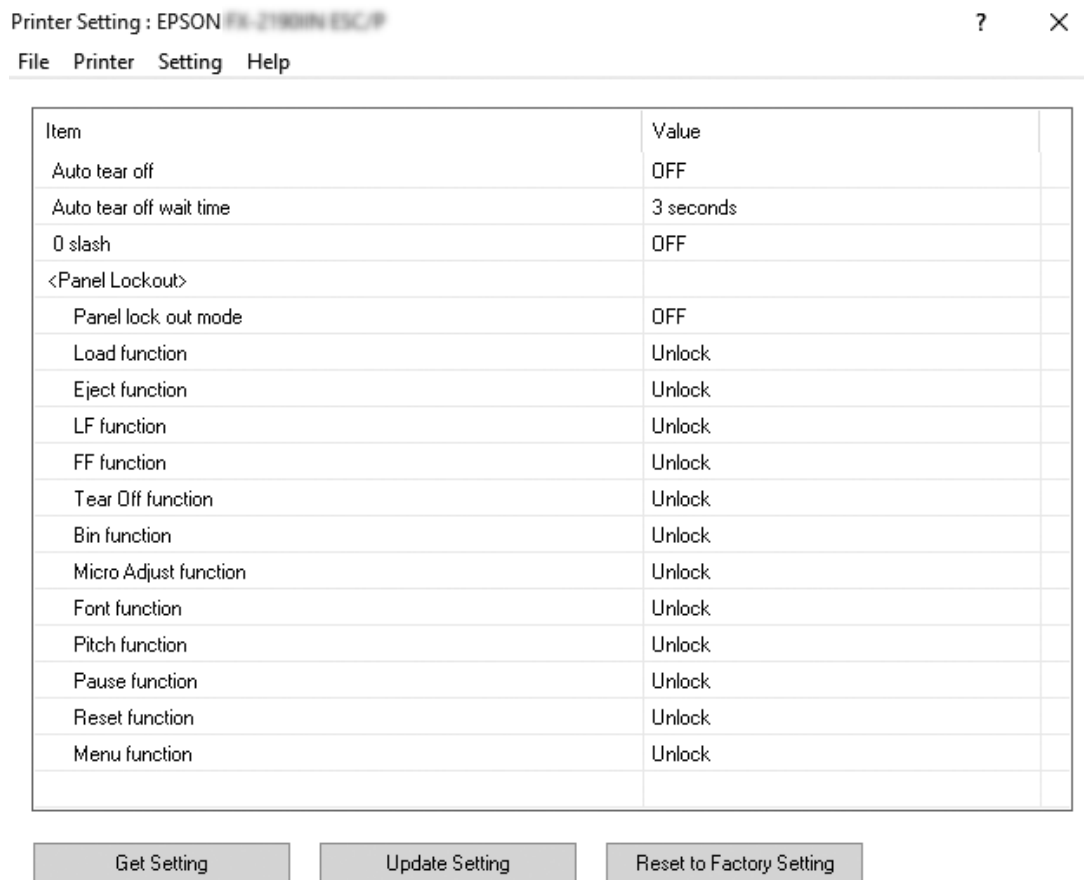 Printer Setting : EPSON
?
File Printer Setting Help
Item Value
Auto tear off OFF
Auto tear off wait time 3 seconds
0 slash OFF
<Panel Lockout>
Panel lock out mode OFF
Load function Unlock
Eject function Unlock
LF function Unlock
FF function Unlock
Tear Off function Unlock
Bin function Unlock
Micro Adjust function Unlock
Font function Unlock
Pitch function Unlock
Pause function Unlock
Reset function Unlock
Menu function Unlock
Get Setting Update Setting Reset to Factory Setting